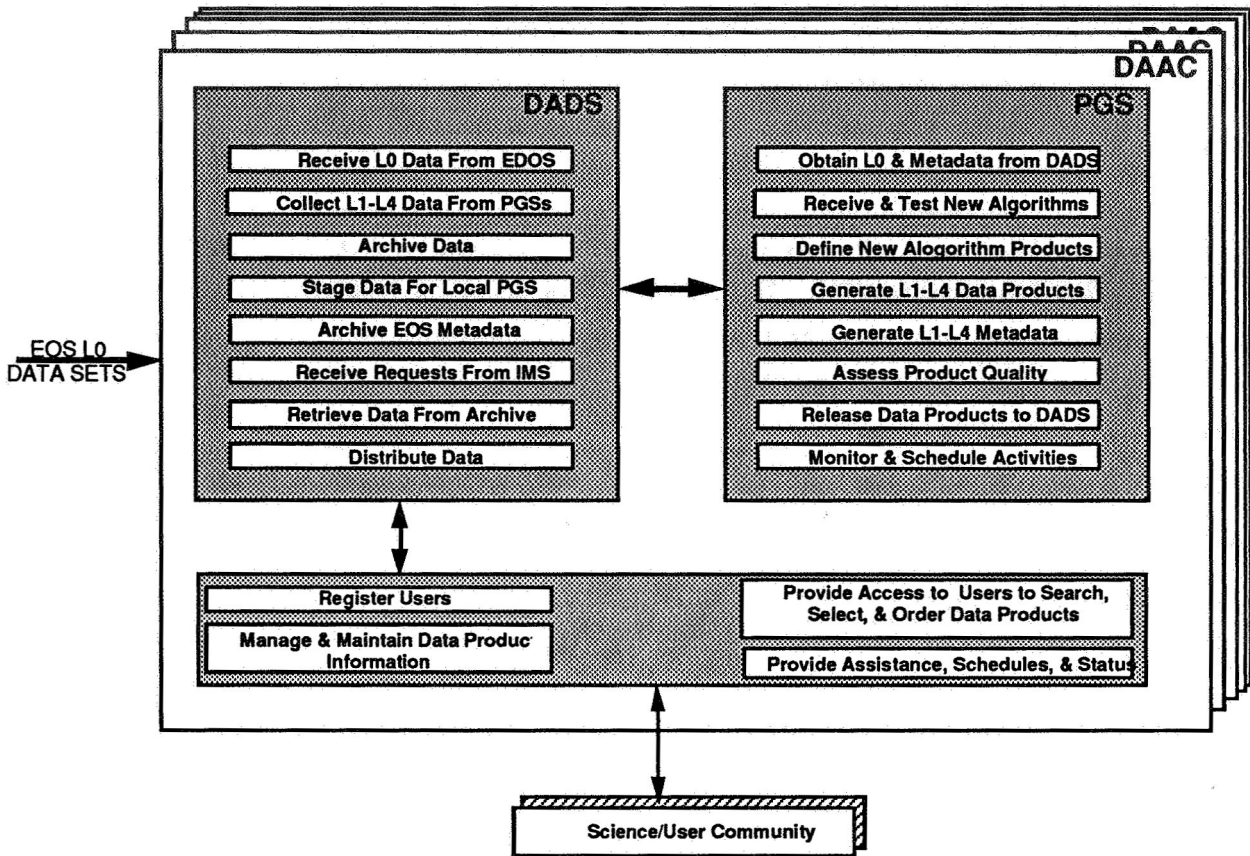 DAAC
DAAC
DADS
Receive L0 Data From EDOS
Collect L1-L4 Data From PGSs
Archive Data
Stage Data For Local PGS
Archive EOS Metadata
Receive Requests From IMS
Retrieve Data From Archive
Distribute Data
PGS
Obtain L0 & Metadata from DADS
Receive & Test New Algorithms
Define New Alogorithm Products
Generate L1-L4 Data Products
Generate L1-L4 Metadata
Assess Product Quality
Release Data Products to DADS
Monitor & Schedule Activities
EOS L0
DATA SETS
Register Users
Manage & Maintain Data Product
Information
Provide Access to Users to Search,
Select, & Order Data Products
Provide Assistance, Schedules, & Status
Science/User Community